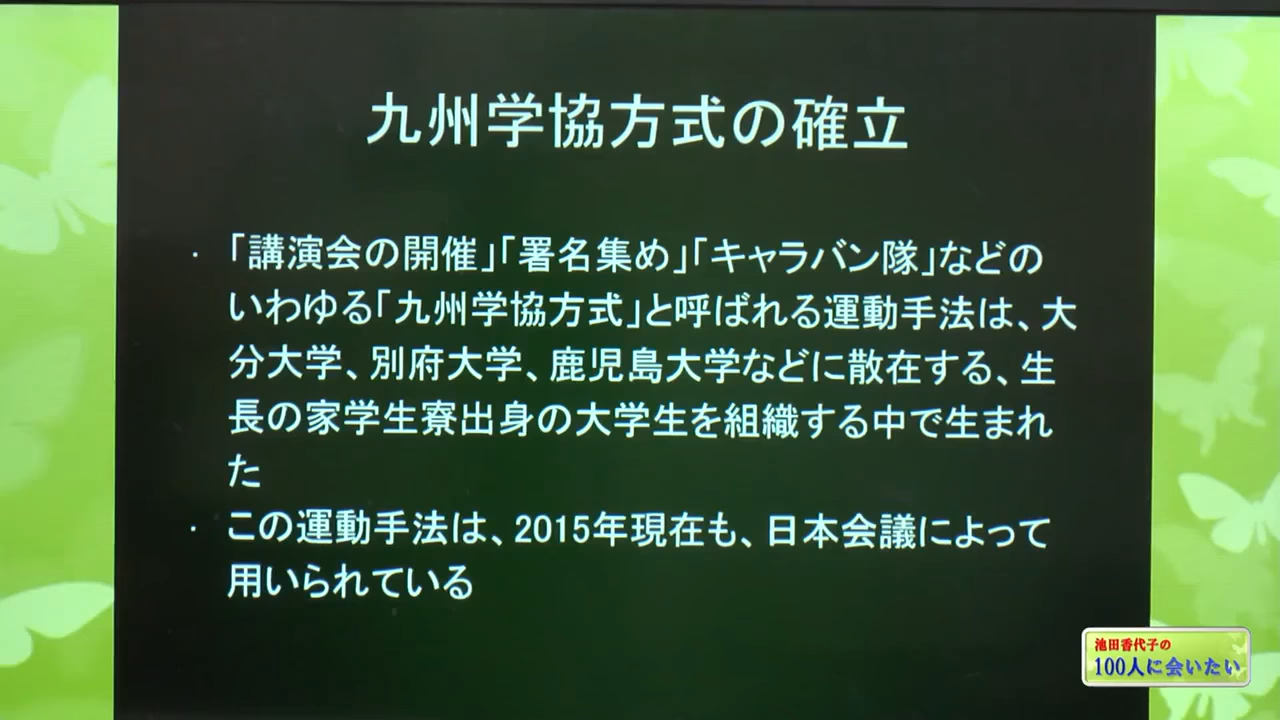 九州学協方式の確立
・「講演会の開催」「署名集め」「キャラバン隊」などの
いわゆる「九州学協方式」と呼ばれる運動手法は、大
分大学、別府大学、鹿児島大学などに散在する、生
長の家学生寮出身の大学生を組織する中で生まれ
た
・この運動手法は、2015年現在も、日本会議によって
用いられている
池田香代子の
100人に会いたい